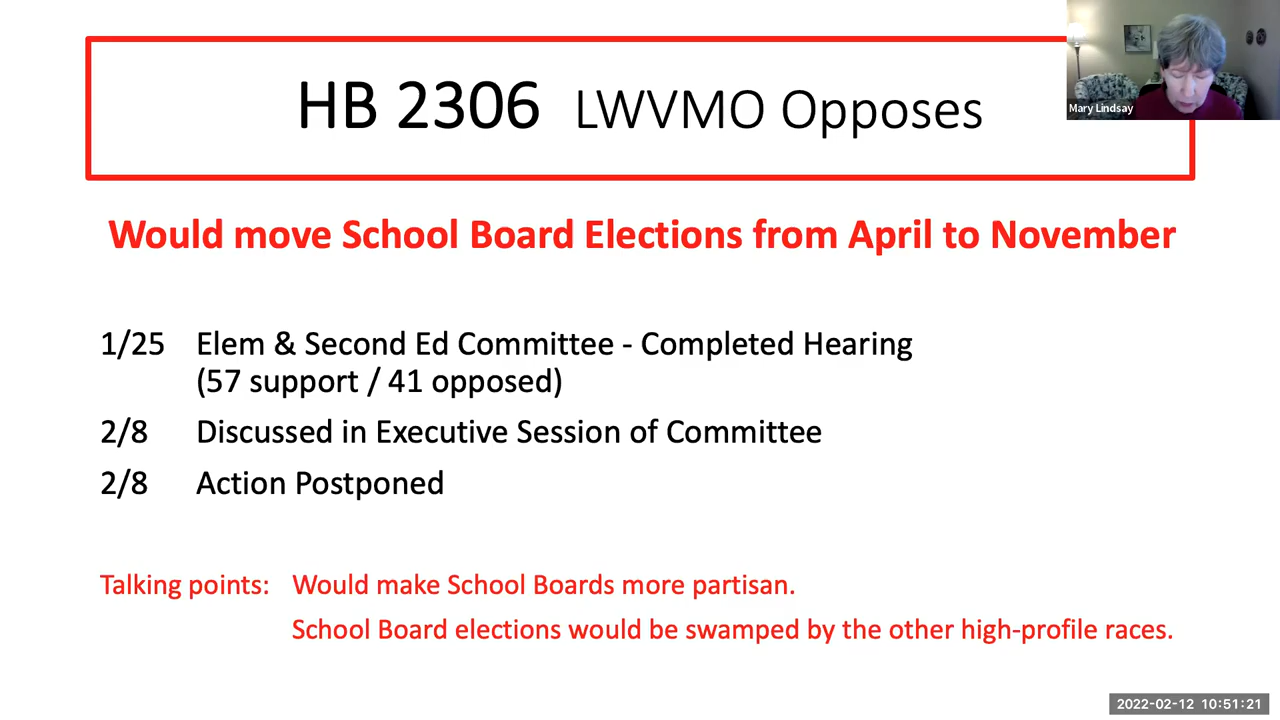 HB 2306 LWVMO Opposes
Mary Lindsay
Would move School Board Elections from April to November
1/25 Elem & Second Ed Committee - Completed Hearing
(57 support / 41 opposed)
2/8 Discussed in Executive Session of Committee
2/8 Action Postponed
Talking points: Would make School Boards more partisan.
School Board elections would be swamped by the other high-profile races.
2022-02-12 10:51:21